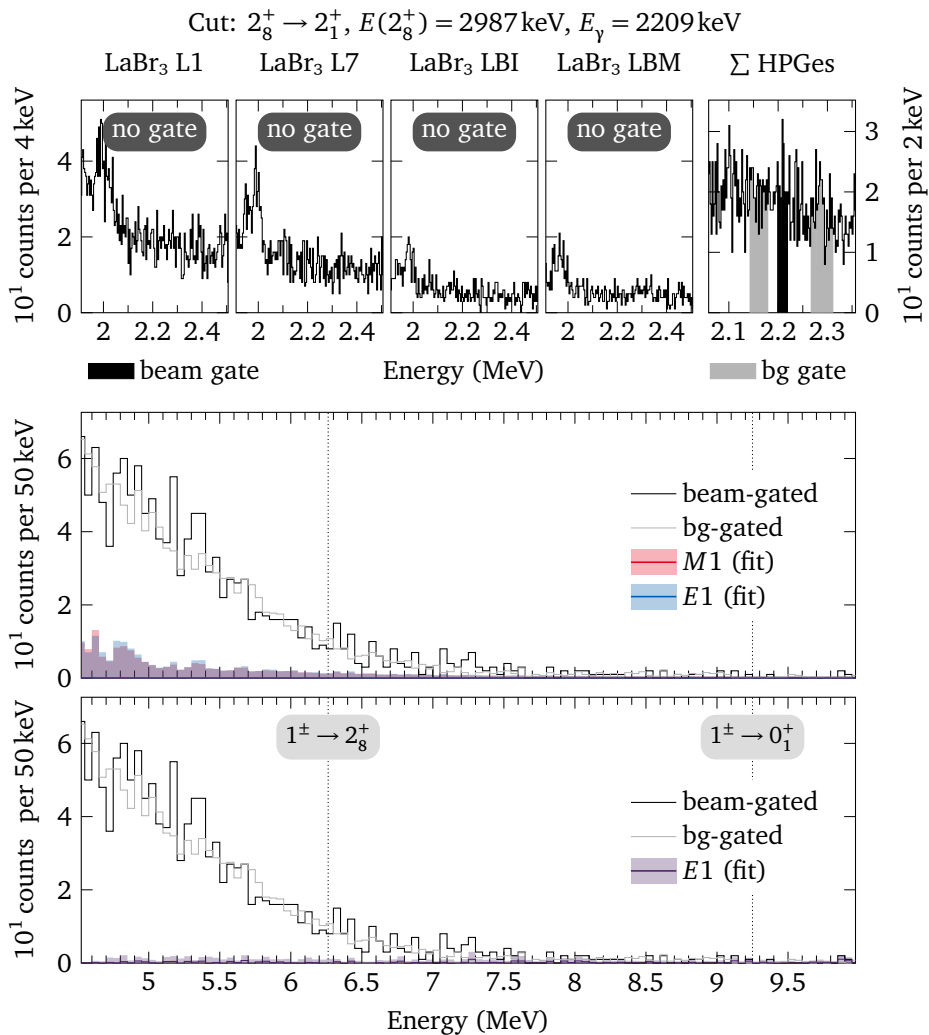 Cut: 2₈⁺ → 2₁⁺, E(2₈⁺) = 2987 keV, Eγ = 2209 keV
LaBr₃ L1 LaBr₃ L7 LaBr₃ LBI LaBr₃ LBM ∑ HPGes
no gate no gate no gate no gate
10¹ counts per 4 keV
0 2 4
10¹ counts per 2 keV
0 1 2 3
2 2.2 2.4 2 2.2 2.4 2 2.2 2.4 2 2.2 2.4 2.1 2.2 2.3
beam gate Energy (MeV) bg gate
10¹ counts per 50 keV
0 2 4 6
beam-gated
bg-gated
M1 (fit)
E1 (fit)
10¹ counts per 50 keV
0 2 4 6
1± → 2₈⁺ 1± → 0₁⁺
beam-gated
bg-gated
E1 (fit)
5 5.5 6 6.5 7 7.5 8 8.5 9 9.5
Energy (MeV)